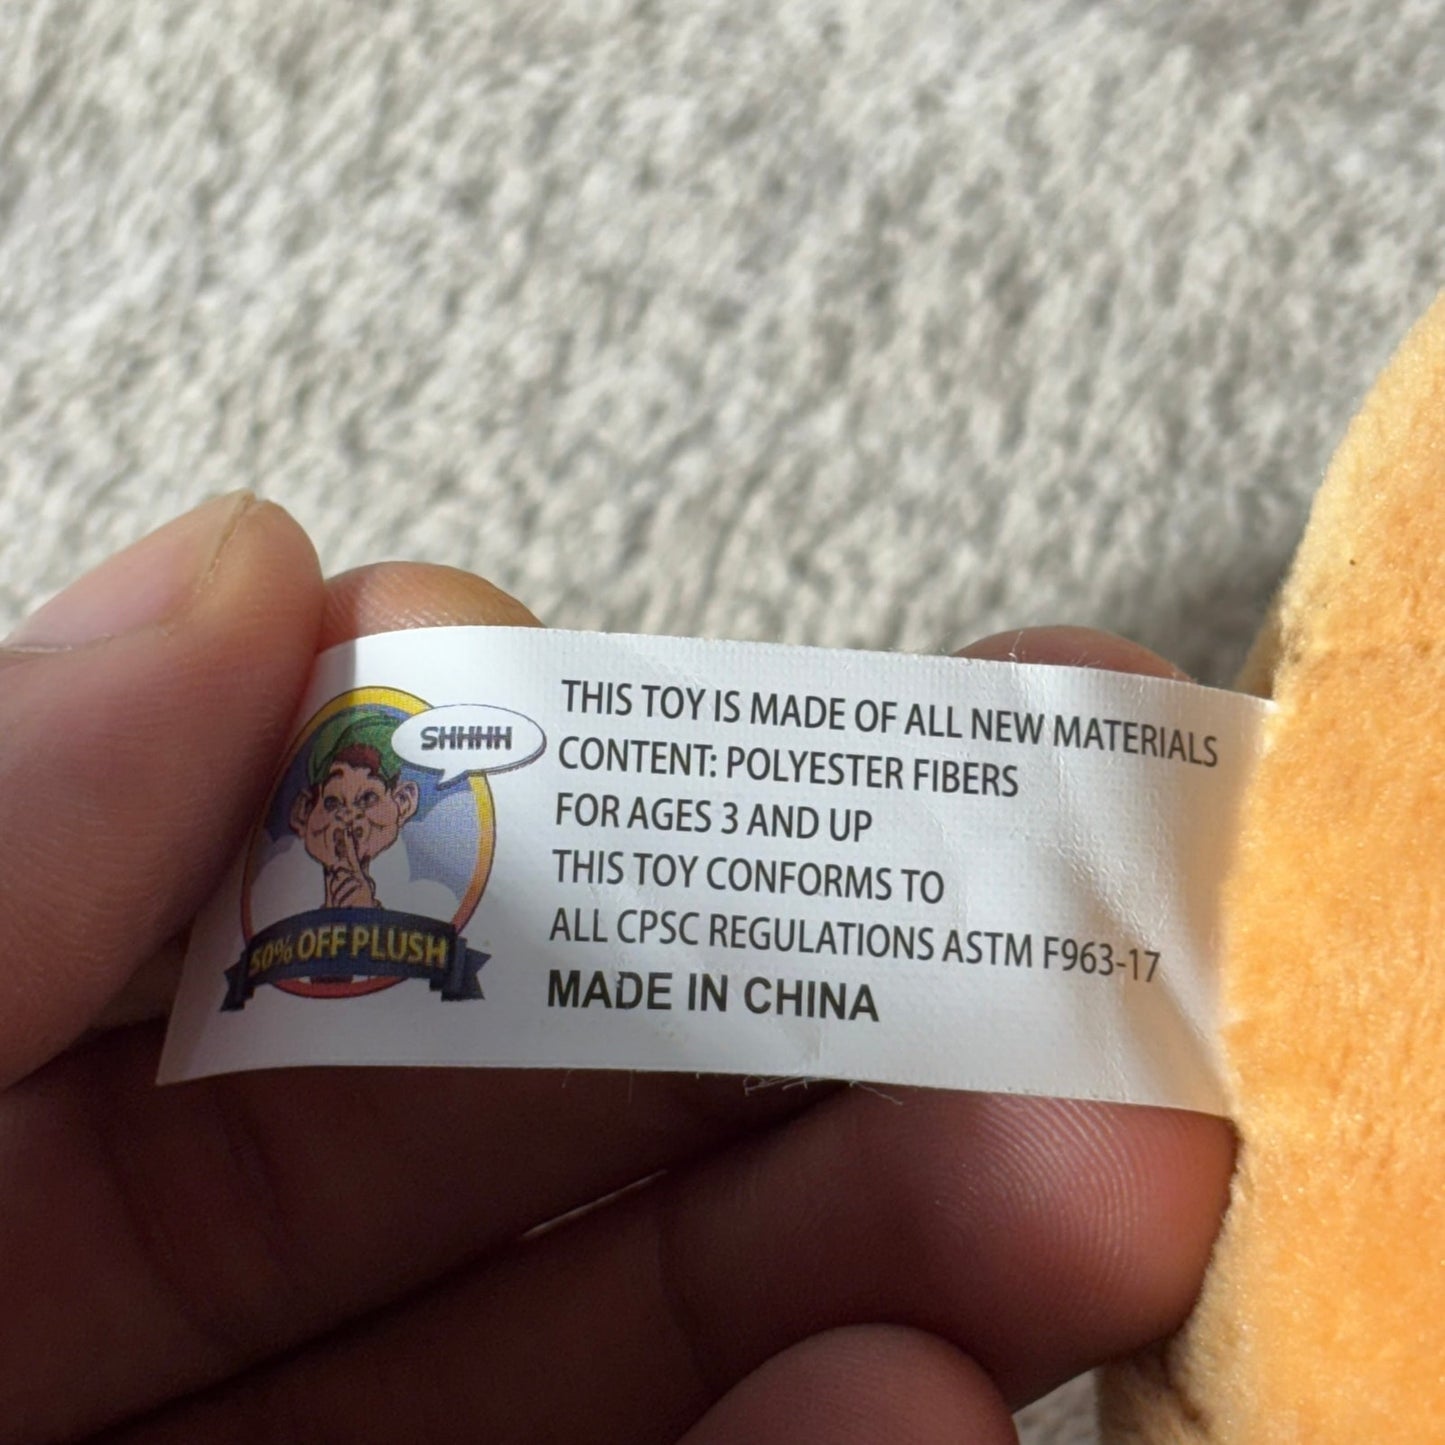 SHHHH
50% OFF PLUSH
THIS TOY IS MADE OF ALL NEW MATERIALS
CONTENT: POLYESTER FIBERS
FOR AGES 3 AND UP
THIS TOY CONFORMS TO
ALL CPSC REGULATIONS ASTM F963-17
MADE IN CHINA